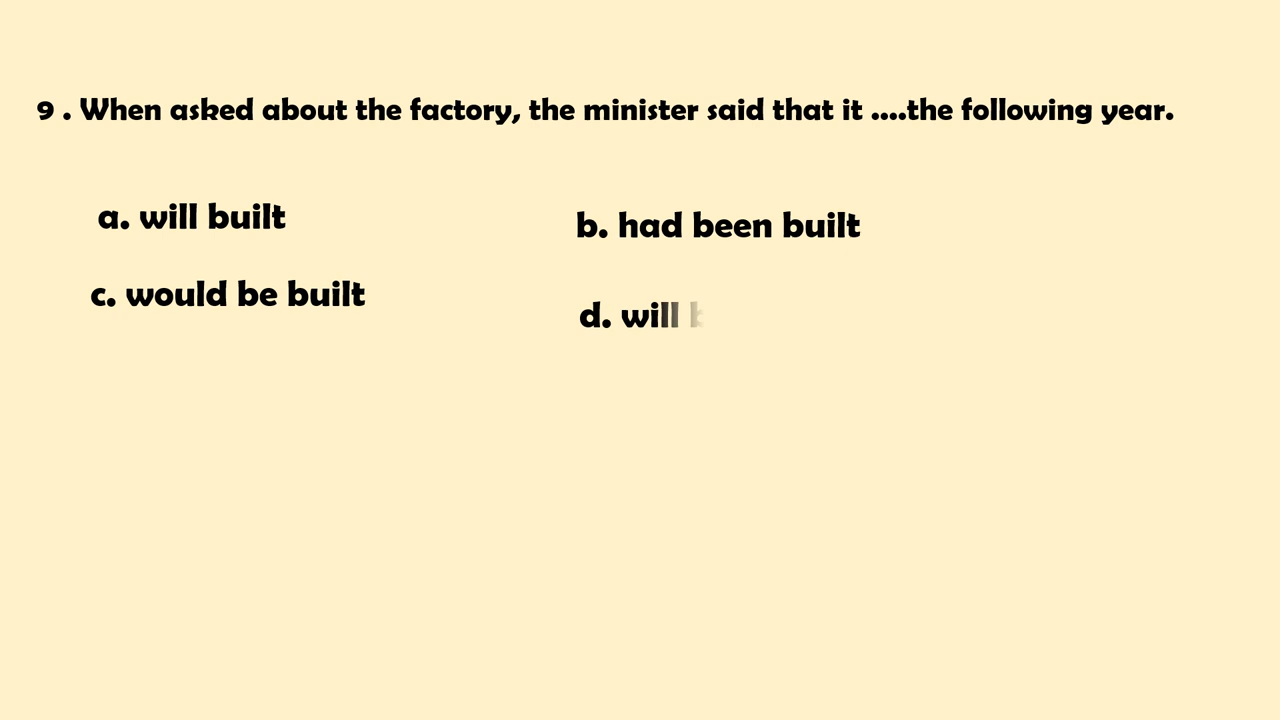 9 . When asked about the factory, the minister said that it ....the following year.
a. will built
b. had been built
c. would be built
d. will